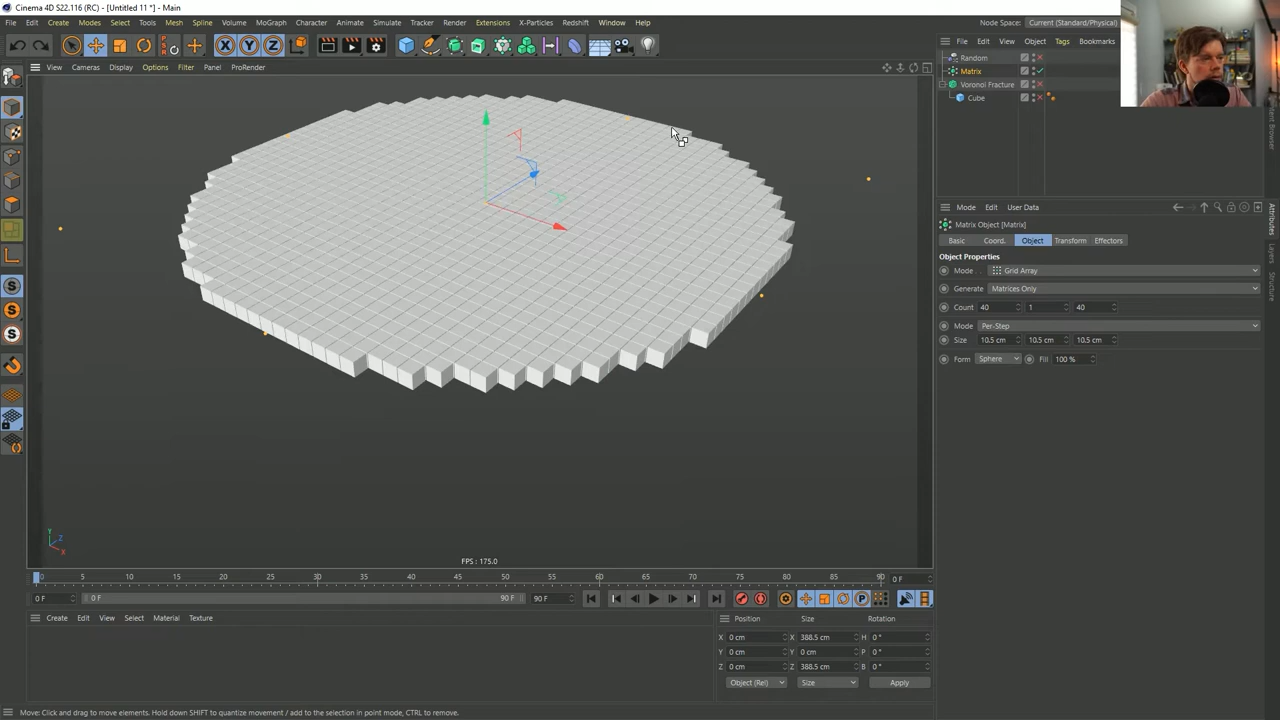 Cinema 4D S22.116 (RC) - [Untitled 11 *] - Main
File Edit Create Modes Select Tools Mesh Spline Volume MoGraph Character Animate Simulate Tracker Render Extensions X-Particles Redshift Window Help
Node Space: Current (Standard/Physical)
File Edit View Object Tags Bookmarks
View Cameras Display Options Filter Panel ProRender
Random
Matrix
Voronoi Fracture
Cube
Content Browser
Mode Edit User Data
Matrix Object [Matrix]
Basic Coord. Object Transform Effectors
Object Properties
Mode Grid Array
Generate Matrices Only
Count 40 1 40
Mode Per-Step
Size 10.5 cm 10.5 cm 10.5 cm
Form Sphere Fill 100 %
Attributes
Layers
Structure
Y Z X
FPS : 175.0
0 5 10 15 20 25 30 35 40 45 50 55 60 65 70 75 80 85 90 0 F
0 F 0 F 90 F 90 F
Create Edit View Select Material Texture
Position Size Rotation
X 0 cm X 388.5 cm H 0 °
Y 0 cm Y 0 cm P 0 °
Z 0 cm Z 388.5 cm B 0 °
Object (Rel) Size Apply
Move: Click and drag to move elements. Hold down SHIFT to quantize movement / add to the selection in point mode, CTRL to remove.